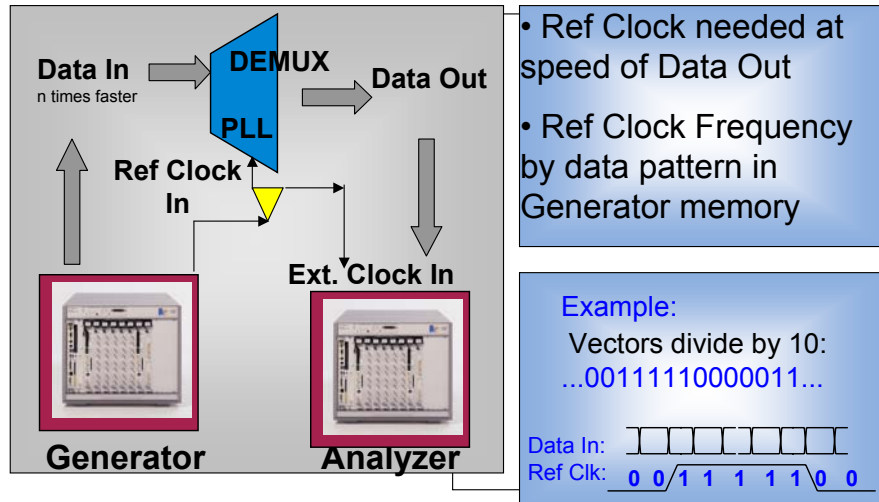 Data In
n times faster
DEMUX
PLL
Data Out
Ref Clock
In
Ext. Clock In
Generator
Analyzer
• Ref Clock needed at
speed of Data Out
• Ref Clock Frequency
by data pattern in
Generator memory
Example:
Vectors divide by 10:
...00111110000011...
Data In:
Ref Clk: 0 0 1 1 1 1 1 0 0